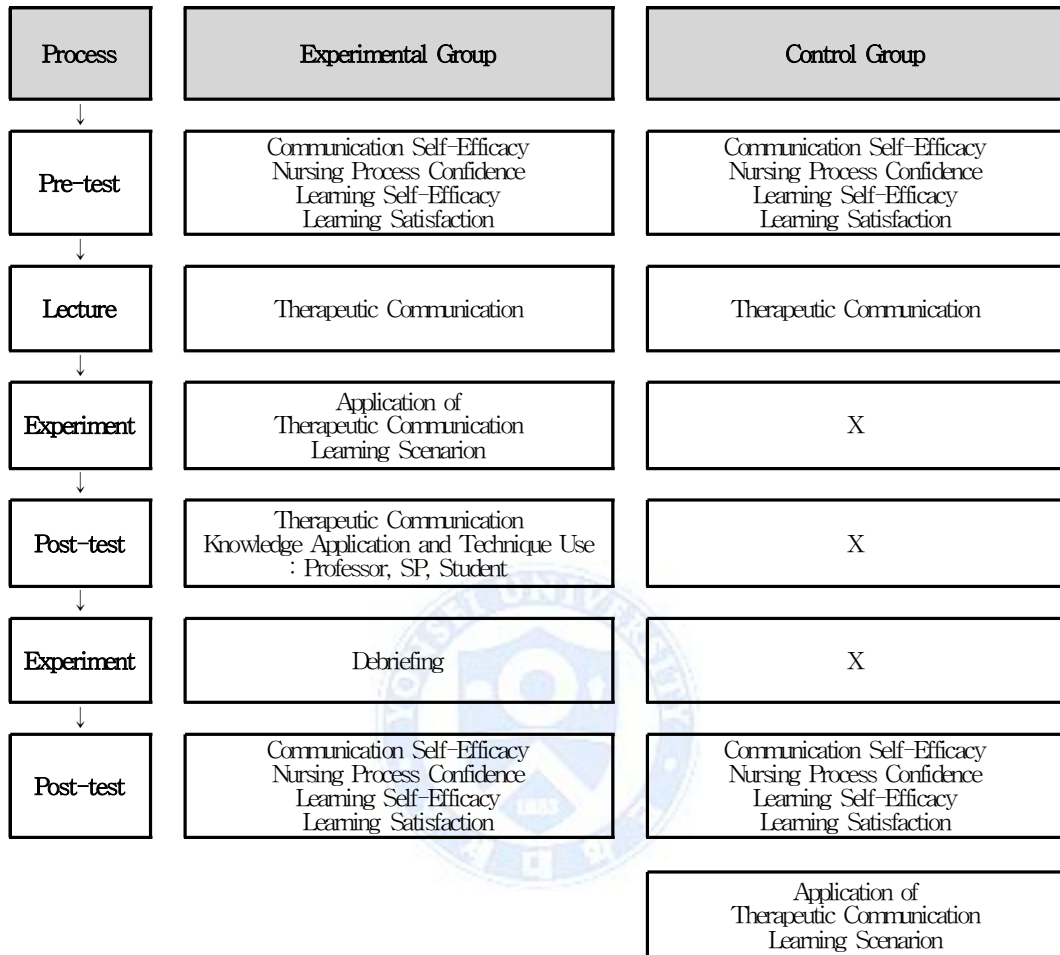 Process
Experimental Group
Control Group
↓
Pre-test
Communication Self-Efficacy
Nursing Process Confidence
Learning Self-Efficacy
Learning Satisfaction
Communication Self-Efficacy
Nursing Process Confidence
Learning Self-Efficacy
Learning Satisfaction
↓
Lecture
Therapeutic Communication
Therapeutic Communication
↓
Experiment
Application of
Therapeutic Communication
Learning Scenarion
X
↓
Post-test
Therapeutic Communication
Knowledge Application and Technique Use
: Professor, SP, Student
X
↓
Experiment
Debriefing
X
↓
Post-test
Communication Self-Efficacy
Nursing Process Confidence
Learning Self-Efficacy
Learning Satisfaction
Communication Self-Efficacy
Nursing Process Confidence
Learning Self-Efficacy
Learning Satisfaction
Application of
Therapeutic Communication
Learning Scenarion
YONSEI UNIVERSITY
1885